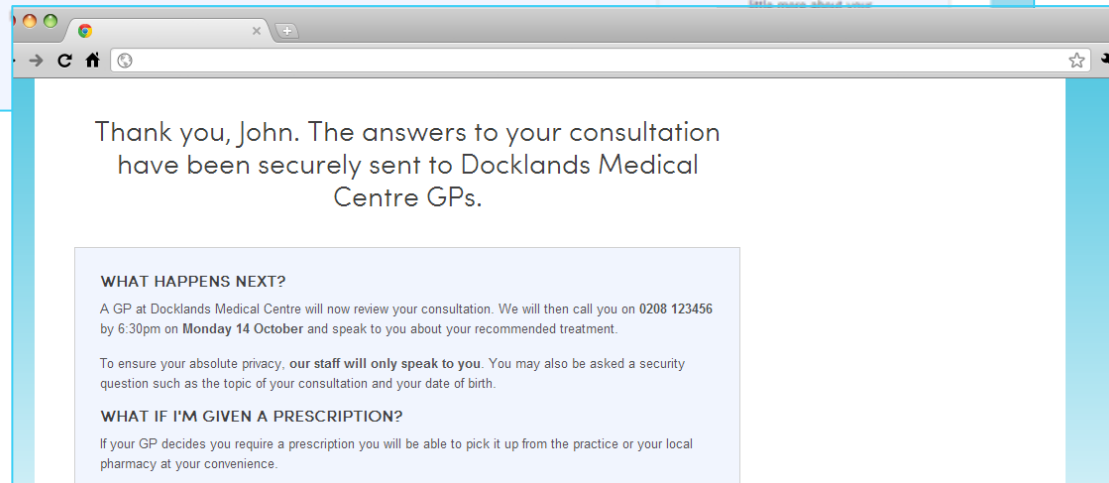 little more about your
Thank you, John. The answers to your consultation
have been securely sent to Docklands Medical
Centre GPs.
WHAT HAPPENS NEXT?
A GP at Docklands Medical Centre will now review your consultation. We will then call you on 0208 123456
by 6:30pm on Monday 14 October and speak to you about your recommended treatment.
To ensure your absolute privacy, our staff will only speak to you. You may also be asked a security
question such as the topic of your consultation and your date of birth.
WHAT IF I'M GIVEN A PRESCRIPTION?
If your GP decides you require a prescription you will be able to pick it up from the practice or your local
pharmacy at your convenience.